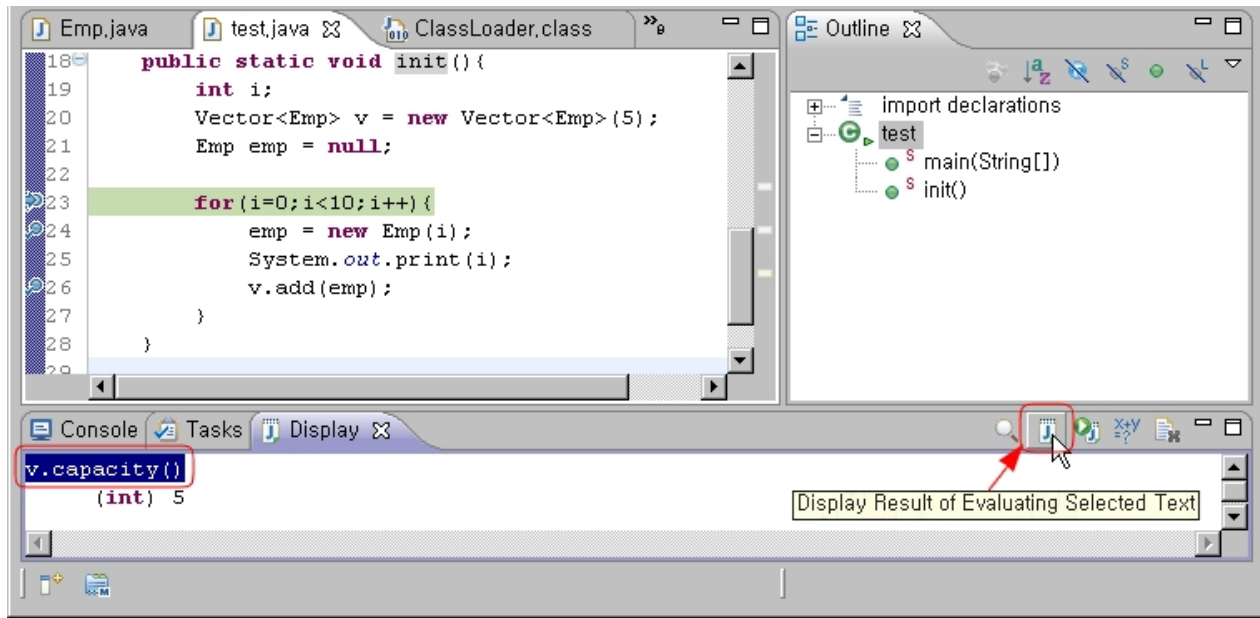 Emp.java
test.java
ClassLoader.class
»8
18 public static void init(){
19 int i;
20 Vector<Emp> v = new Vector<Emp>(5);
21 Emp emp = null;
22
23 for(i=0;i<10;i++){
24 emp = new Emp(i);
25 System.out.print(i);
26 v.add(emp);
27 }
28 }
29
Outline
import declarations
test
main(String[])
init()
Console
Tasks
Display
v.capacity()
(int) 5
Display Result of Evaluating Selected Text